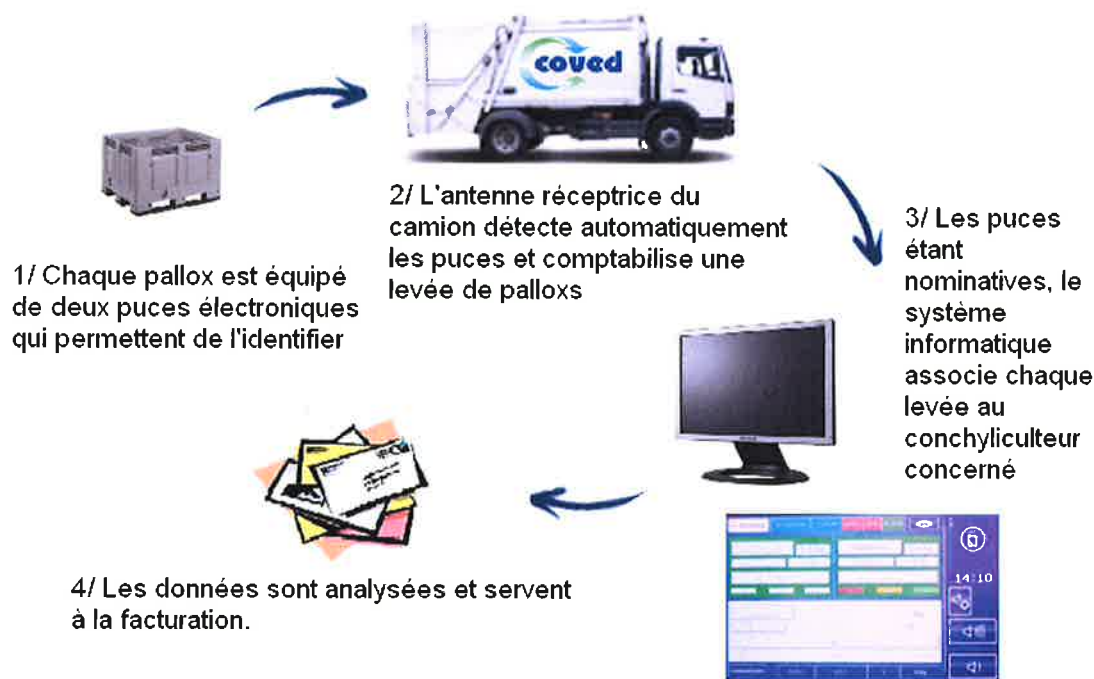 coved
1/ Chaque pallox est équipé
de deux puces électroniques
qui permettent de l'identifier
2/ L'antenne réceptrice du
camion détecte automatiquement
les puces et comptabilise une
levée de palloxs
3/ Les puces
étant
nominatives, le
système
informatique
associe chaque
levée au
conchyliculteur
concerné
4/ Les données sont analysées et servent
à la facturation.
14:10